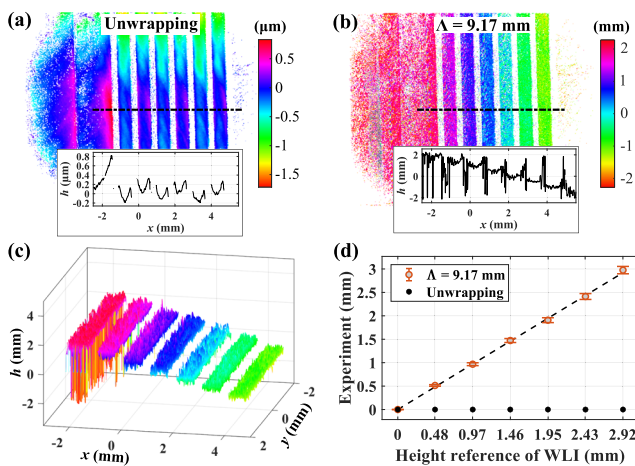 (a)
Unwrapping
(μm)
0.5
0
-0.5
-1
-1.5
h (μm)
0.8
0.6
0.4
0.2
0
-0.2
-2 0 2 4
x (mm)
(b)
Λ = 9.17 mm
(mm)
2
1
0
-1
-2
h (mm)
2
0
-2
-2 0 2 4
x (mm)
(c)
h (mm)
4
2
0
-2
-2 0 2 4
x (mm)
-2
0
2
y (mm)
(d)
Λ = 9.17 mm
Unwrapping
Experiment (mm)
3
2.5
2
1.5
1
0.5
0
0 0.48 0.97 1.46 1.95 2.43 2.92
Height reference of WLI (mm)